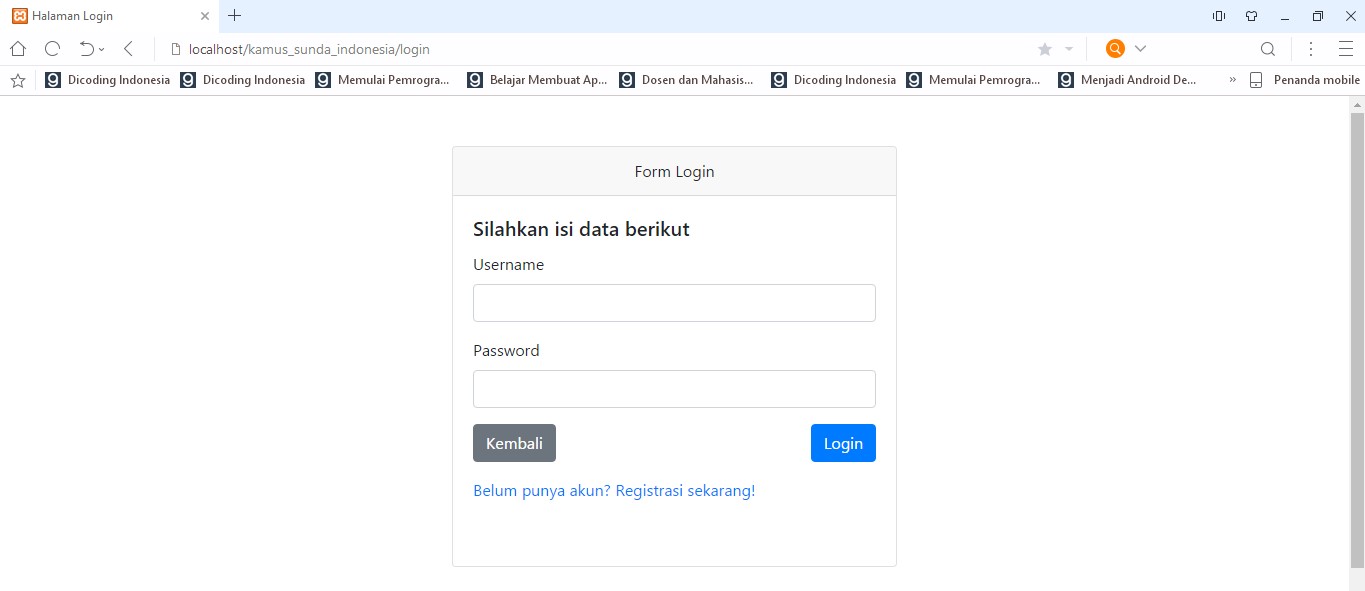 Halaman Login
localhost/kamus_sunda_indonesia/login
Dicoding Indonesia Dicoding Indonesia Memulai Pemrogra... Belajar Membuat Ap... Dosen dan Mahasis... Dicoding Indonesia Memulai Pemrogra... Menjadi Android De... » Penanda mobile
Form Login
Silahkan isi data berikut
Username
Password
Kembali Login
Belum punya akun? Registrasi sekarang!